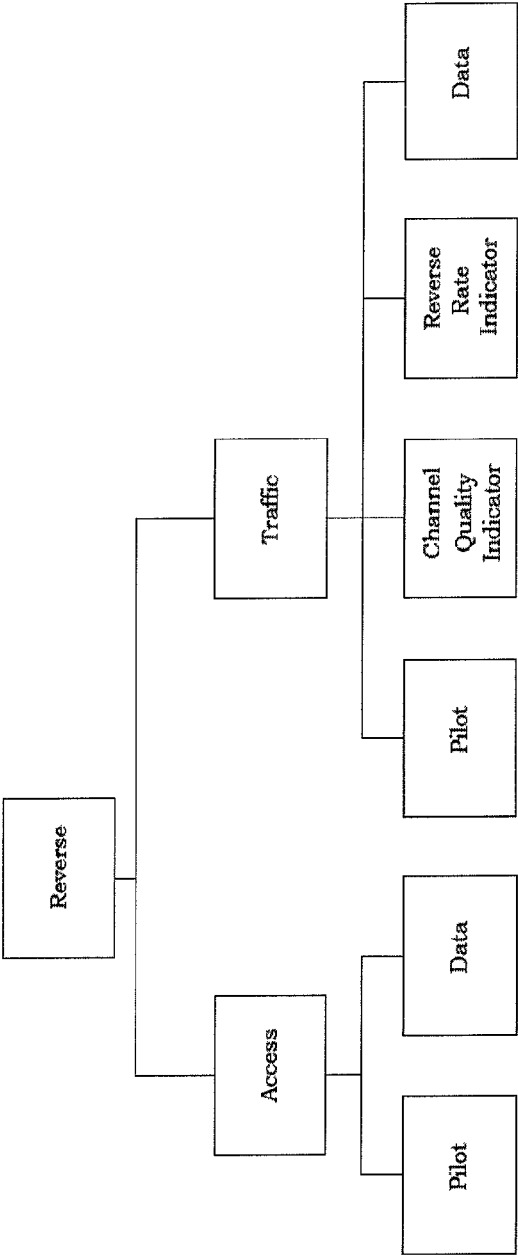 Reverse
Access
Traffic
Pilot
Data
Pilot
Channel
Quality
Indicator
Reverse
Rate
Indicator
Data